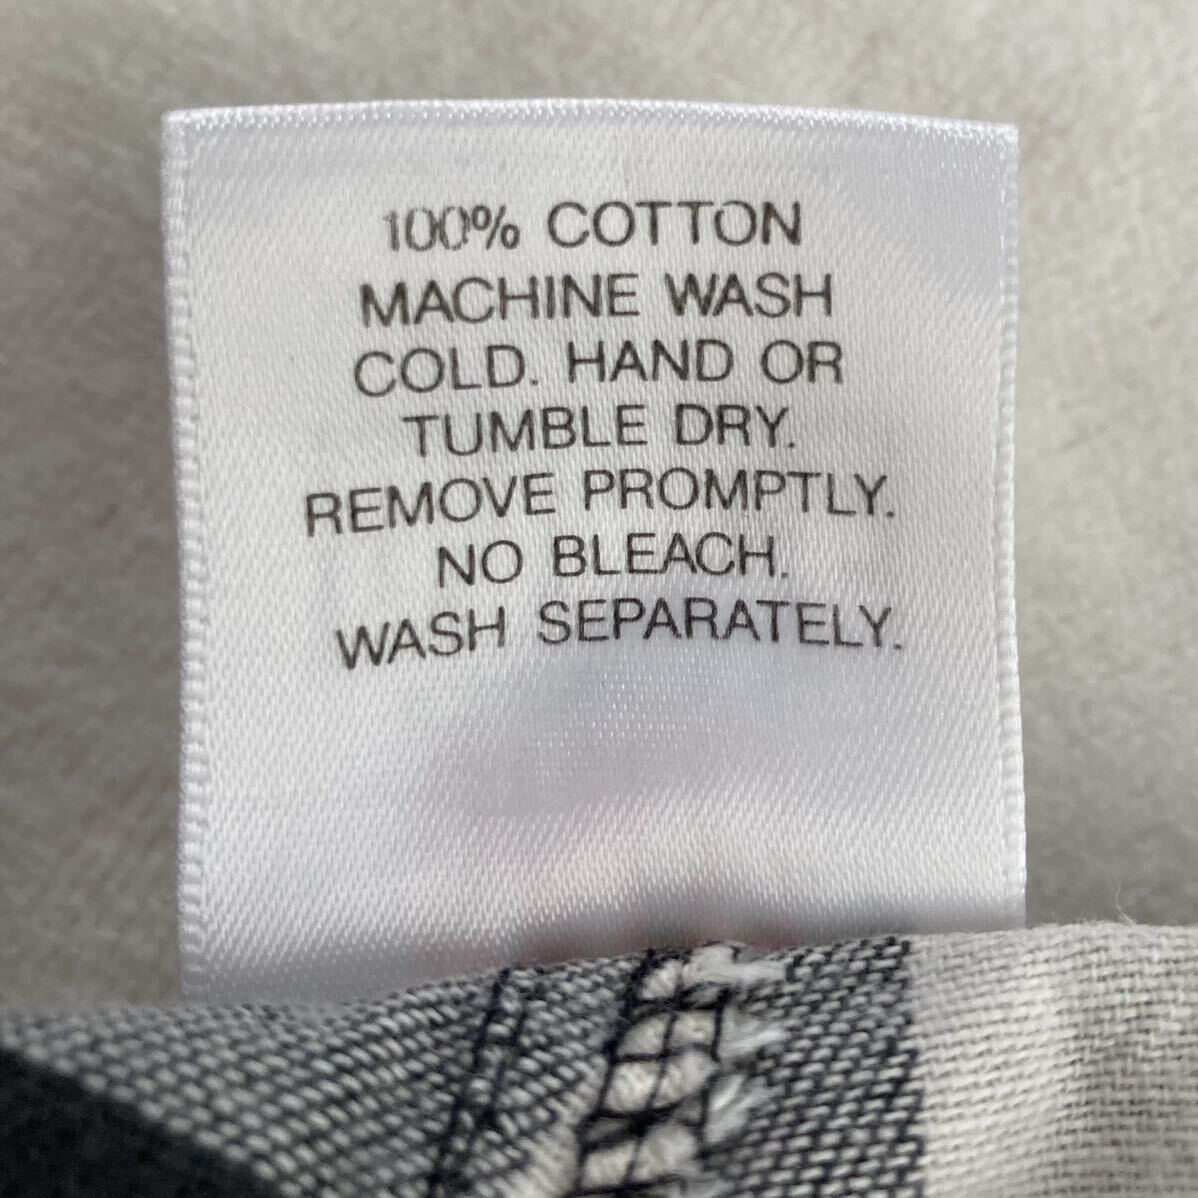 100% COTTON
MACHINE WASH
COLD. HAND OR
TUMBLE DRY.
REMOVE PROMPTLY.
NO BLEACH.
WASH SEPARATELY.